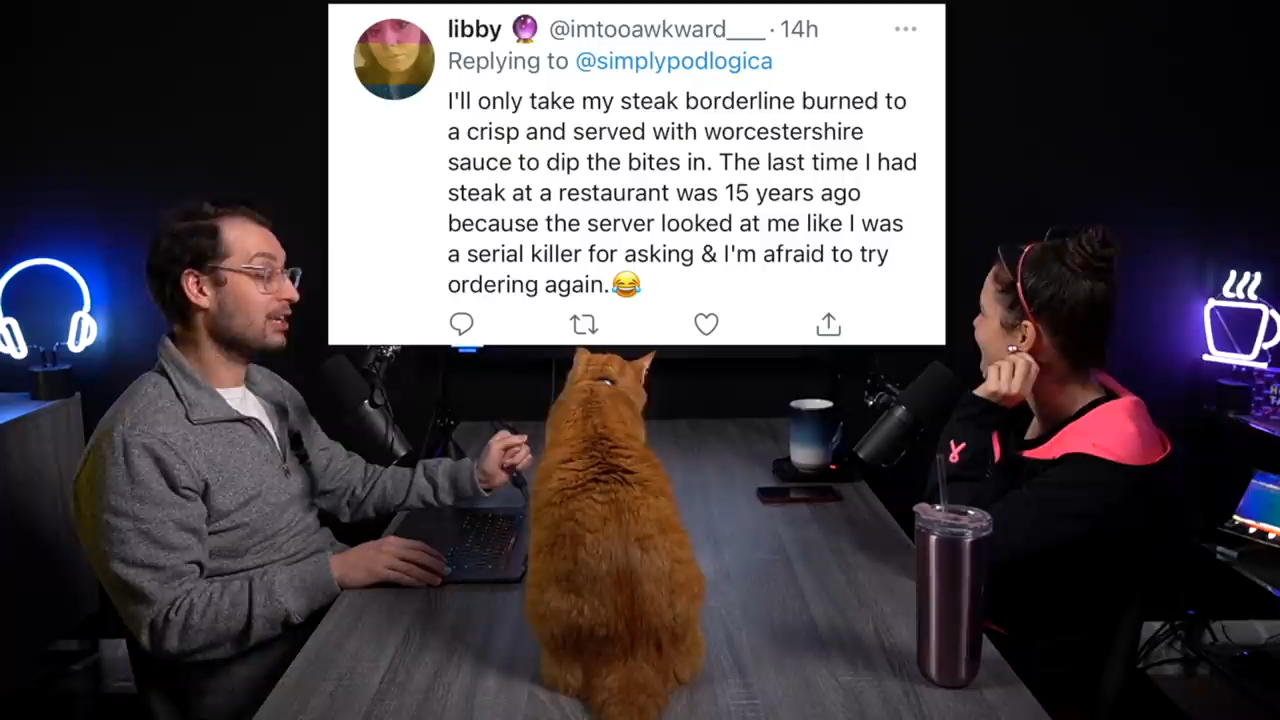 libby 🔮 @imtooawkward___ · 14h
Replying to @simplypodlogica
I'll only take my steak borderline burned to
a crisp and served with worcestershire
sauce to dip the bites in. The last time I had
steak at a restaurant was 15 years ago
because the server looked at me like I was
a serial killer for asking & I'm afraid to try
ordering again.😂